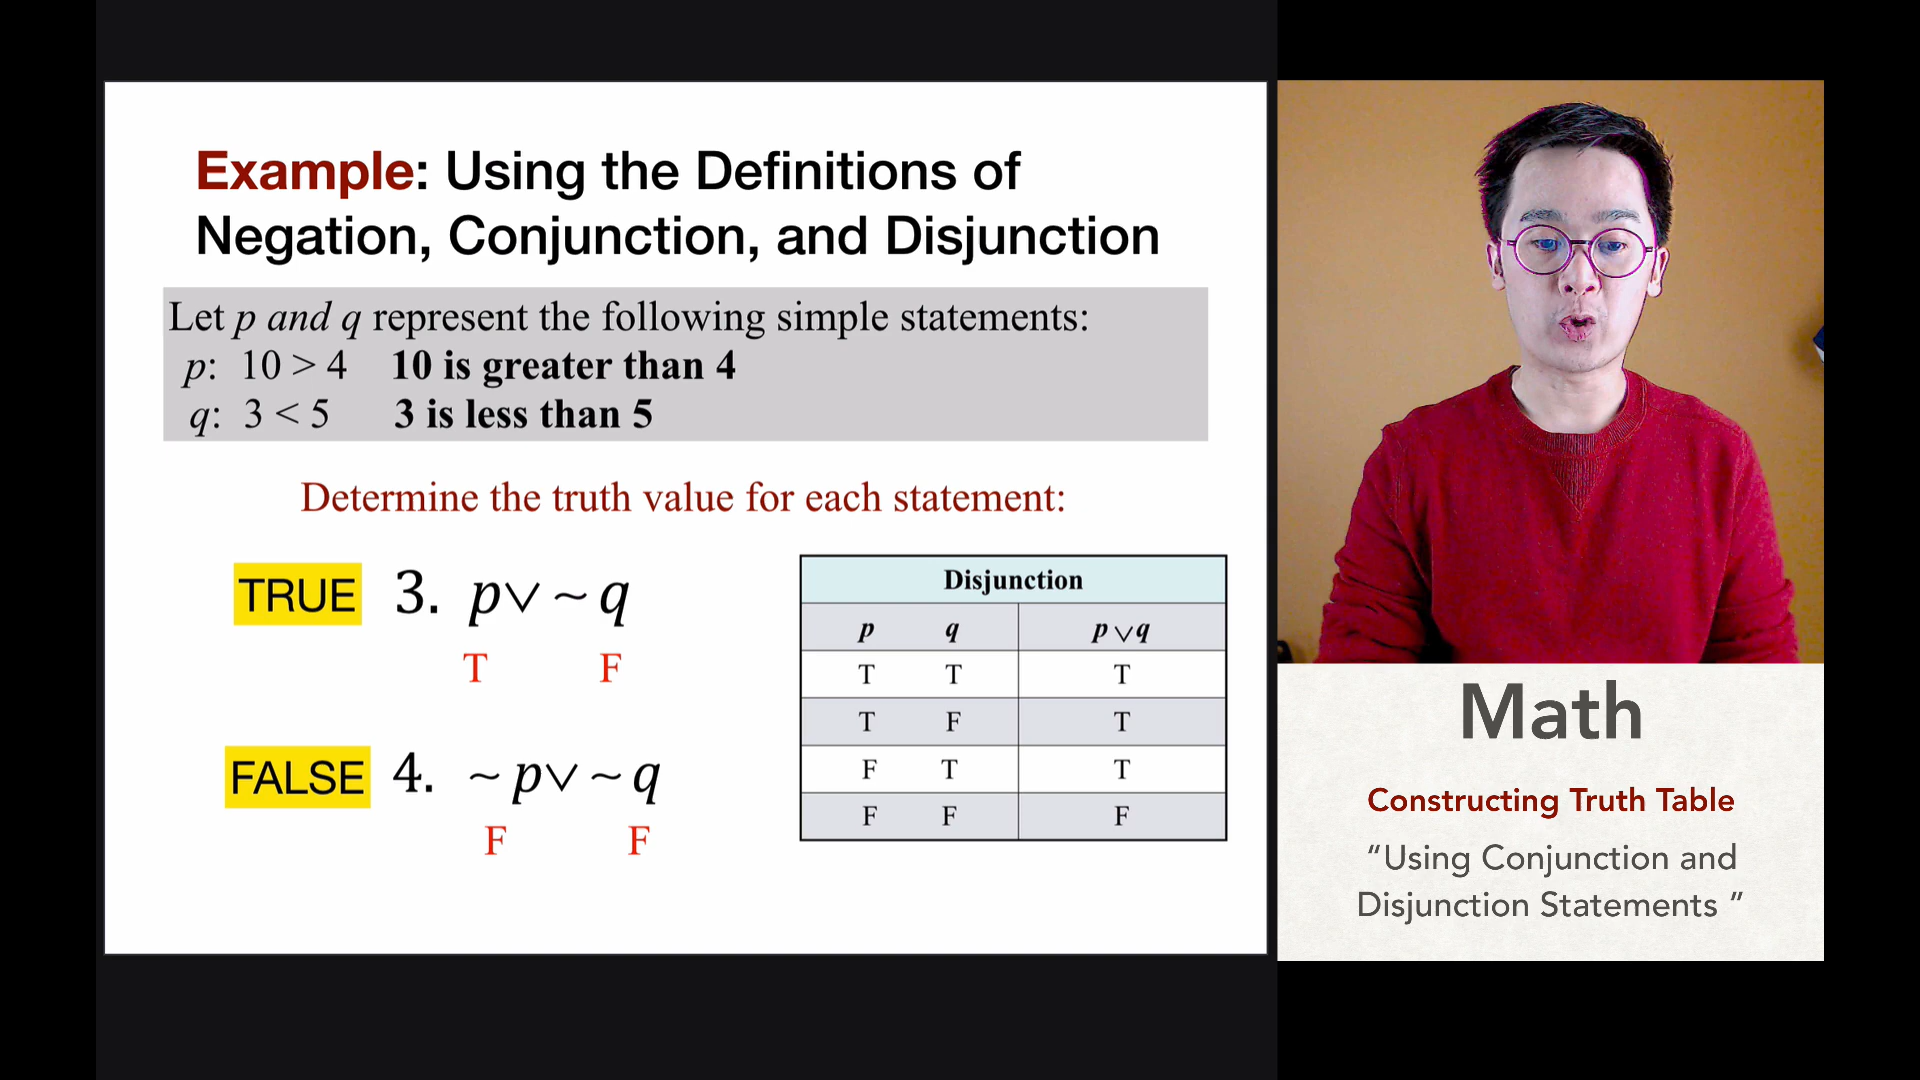 Example: Using the Definitions of
Negation, Conjunction, and Disjunction
Let p and q represent the following simple statements:
p: 10 > 4 10 is greater than 4
q: 3 < 5 3 is less than 5
Determine the truth value for each statement:
TRUE 3. p∨ ~ q
T F
FALSE 4. ~ p∨ ~ q
F F
Disjunction
p q p ∨ q
T T T
T F T
F T T
F F F
Math
Constructing Truth Table
“Using Conjunction and
Disjunction Statements ”